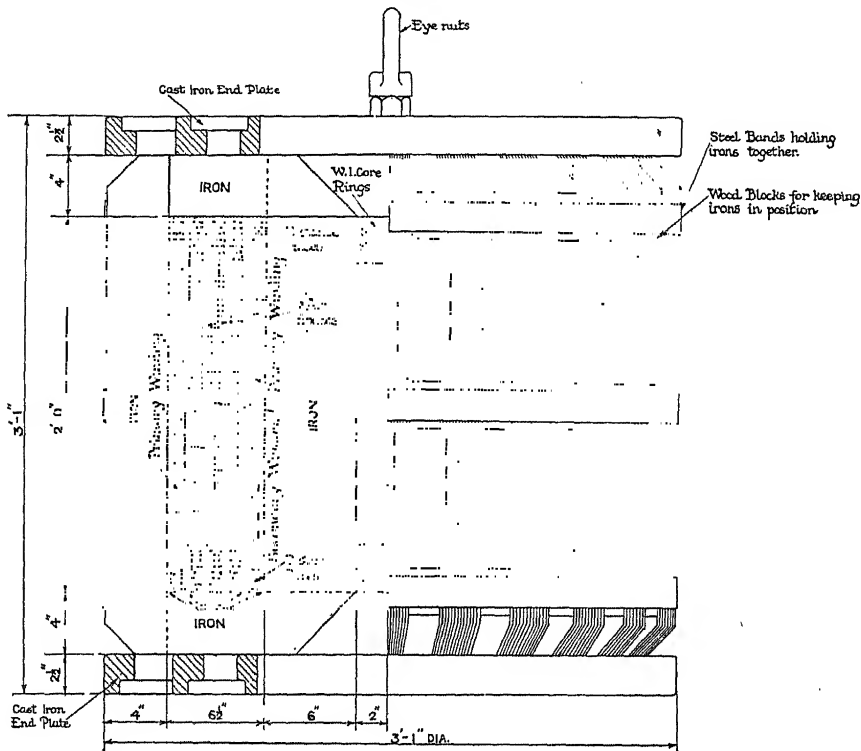 Eye nuts
Cast Iron End Plate
2½"
4"
IRON
W.I. Core
Rings
Steel Bands holding
irons together.
Wood Blocks for keeping
irons in position
3'-1"
IRON
Primary Winding
Secondary Winding
IRON
4"
IRON
2½"
Cast Iron
End Plate
4"
6½"
6"
2"
3'-1" DIA.